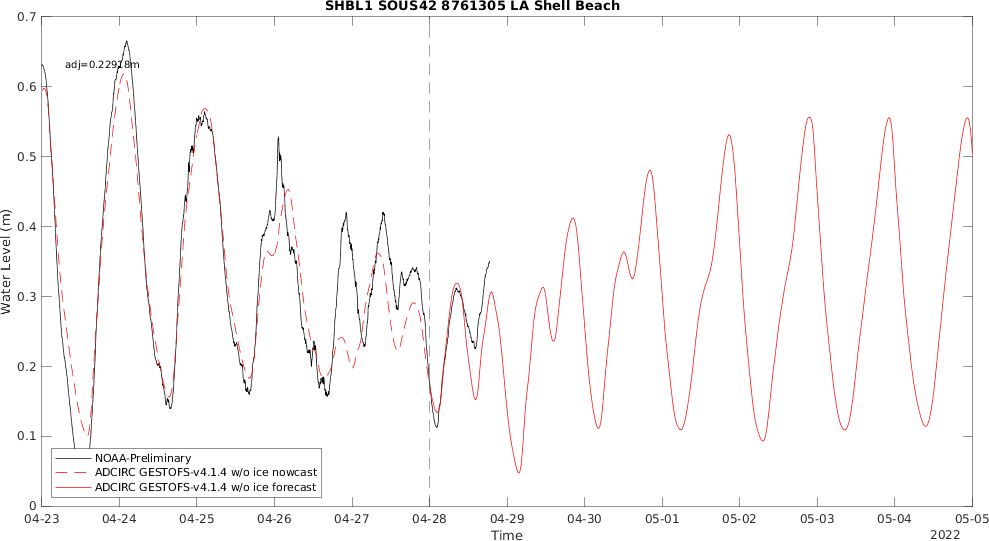 SHBL1 SOUS42 8761305 LA Shell Beach
adj=0.22918m
Water Level (m)
0.7
0.6
0.5
0.4
0.3
0.2
0.1
0
NOAA-Preliminary
ADCIRC GESTOFS-v4.1.4 w/o ice nowcast
ADCIRC GESTOFS-v4.1.4 w/o ice forecast
04-23 04-24 04-25 04-26 04-27 04-28 04-29 04-30 05-01 05-02 05-03 05-04 05-05
Time
2022